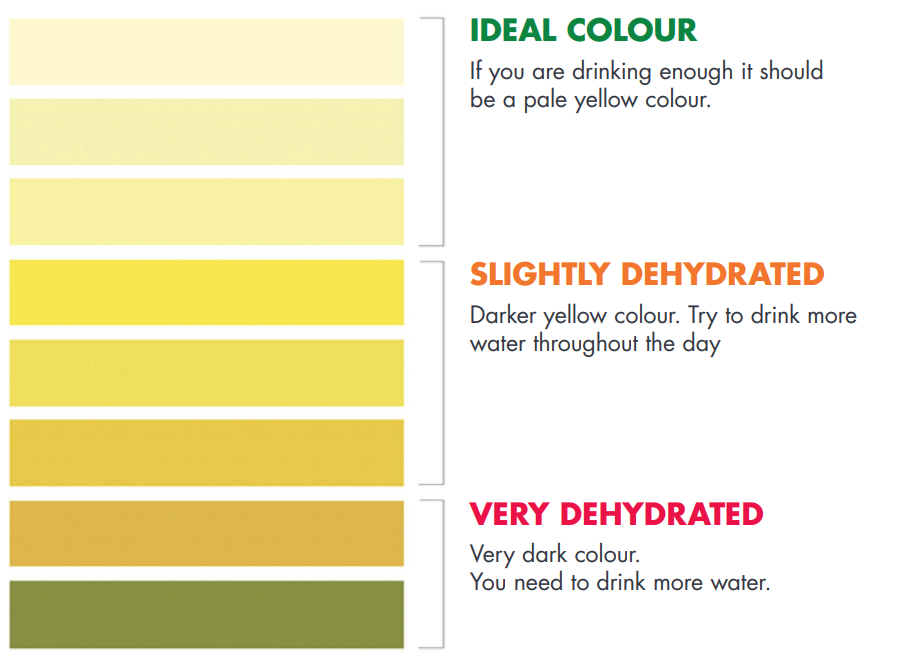 IDEAL COLOUR
If you are drinking enough it should
be a pale yellow colour.
SLIGHTLY DEHYDRATED
Darker yellow colour. Try to drink more
water throughout the day
VERY DEHYDRATED
Very dark colour.
You need to drink more water.